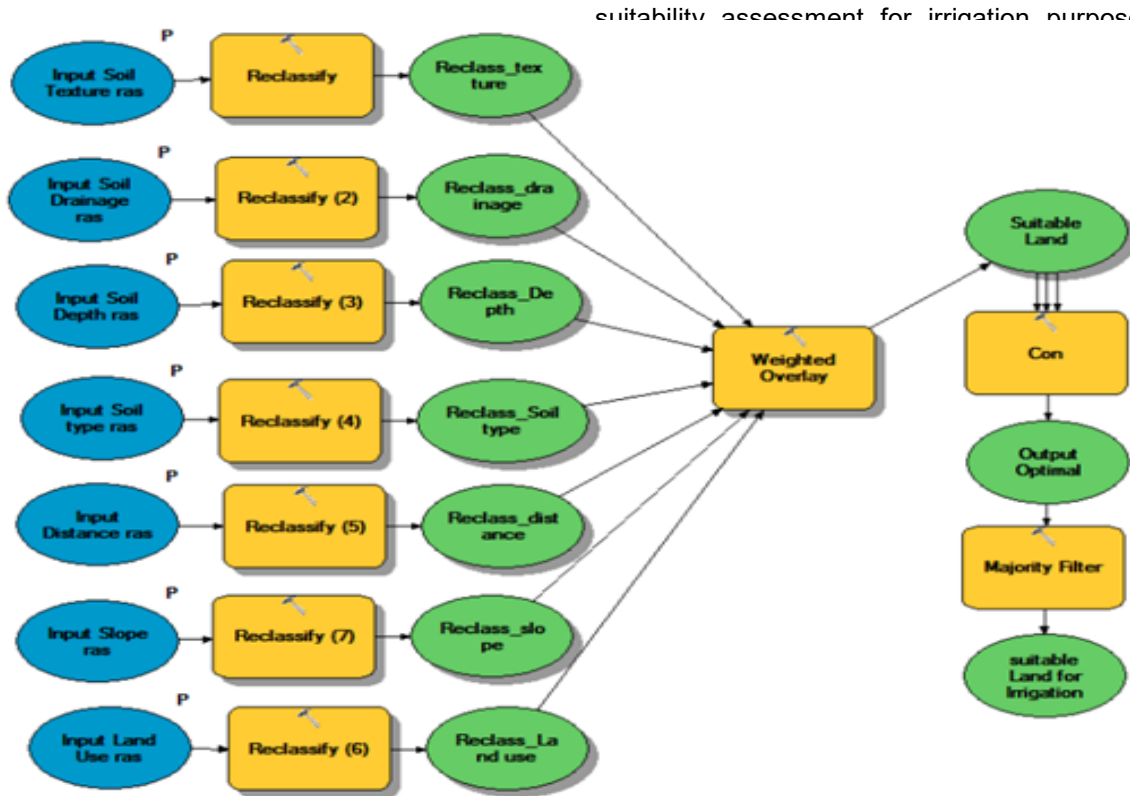 suitability assessment for irrigation purpose
P
Input Soil
Texture ras
Reclassify
Reclass_tex
ture
P
Input Soil
Drainage
ras
Reclassify (2)
Reclass_dra
inage
P
Input Soil
Depth ras
Reclassify (3)
Reclass_De
pth
P
Input Soil
type ras
Reclassify (4)
Reclass_Soil
type
P
Input
Distance ras
Reclassify (5)
Reclass_dist
ance
P
Input Slope
ras
Reclassify (7)
Reclass_slo
pe
P
Input Land
Use ras
Reclassify (6)
Reclass_La
nd use
Weighted
Overlay
Suitable
Land
Con
Output
Optimal
Majority Filter
suitable
Land for
Irrigation